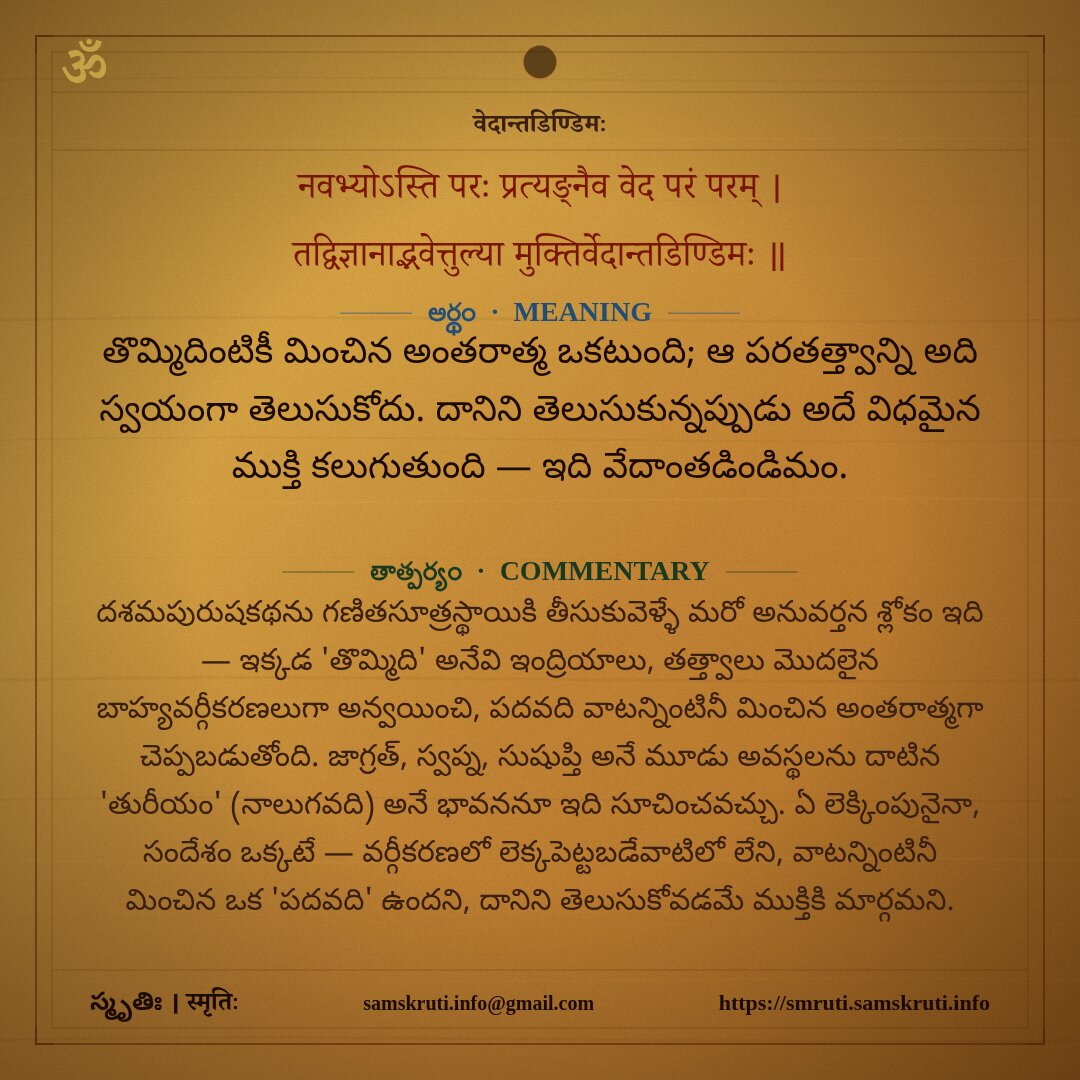 ॐ
वेदान्तडिण्डिमः
नवभ्योऽस्ति परः प्रत्यङ्नैव वेद परं परम् |
तद्विज्ञानाद्भवेत्तुल्या मुक्तिर्वेदान्तडिण्डिमः ||
అర్థం · MEANING
తొమ్మిదింటికీ మించిన అంతరాత్మ ఒకటుంది; ఆ పరతత్త్వాన్ని అది
స్వయంగా తెలుసుకోదు. దానిని తెలుసుకున్నప్పుడు అదే విధమైన
ముక్తి కలుగుతుంది — ఇది వేదాంతడిండిమం.
తాత్పర్యం · COMMENTARY
దశమపురుషకథను గణితసూత్రస్థాయికి తీసుకువెళ్ళే మరో అనువర్తన శ్లోకం ఇది
— ఇక్కడ 'తొమ్మిది' అనేవి ఇంద్రియాలు, తత్త్వాలు మొదలైన
బాహ్యవర్గీకరణలుగా అన్వయించి, పదవది వాటన్నింటినీ మించిన అంతరాత్మగా
చెప్పబడుతోంది. జాగ్రత్, స్వప్న, సుషుప్తి అనే మూడు అవస్థలను దాటిన
'తురీయం' (నాలుగవది) అనే భావననూ ఇది సూచించవచ్చు. ఏ లెక్కింపునైనా,
సందేశం ఒక్కటే — వర్గీకరణలో లెక్కపెట్టబడేవాటిలో లేని, వాటన్నింటినీ
మించిన ఒక 'పదవది' ఉందని, దానిని తెలుసుకోవడమే ముక్తికి మార్గమని.
స్మృతిః | स्मृतिः samskruti.info@gmail.com https://smruti.samskruti.info